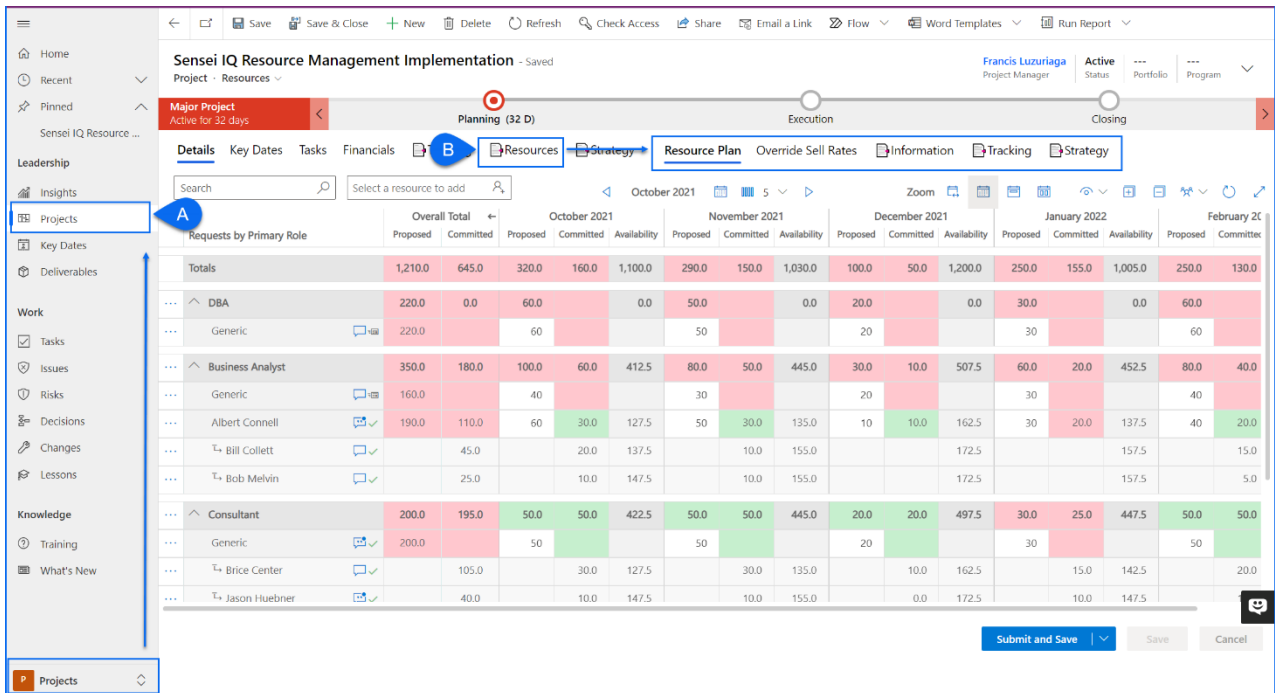 Save Save & Close New Delete Refresh Check Access Share Email a Link Flow Word Templates Run Report
Home
Recent
Pinned
Sensei IQ Resource ...
Leadership
Insights
Projects
Key Dates
Deliverables
Work
Tasks
Issues
Risks
Decisions
Changes
Lessons
Knowledge
Training
What's New
P Projects
A
Sensei IQ Resource Management Implementation - Saved
Project · Resources
Francis Luzuriaga Active --- ---
Project Manager Status Portfolio Program
Major Project
Active for 32 days
Planning (32 D) Execution Closing
Details Key Dates Tasks Financials B Resources Strategy Resource Plan Override Sell Rates Information Tracking Strategy
Search Select a resource to add October 2021 5 Zoom
Overall Total October 2021 November 2021 December 2021 January 2022 February 20
Requests by Primary Role Proposed Committed Proposed Committed Availability Proposed Committed Availability Proposed Committed Availability Proposed Committed Availability Proposed Committed
Totals 1,210.0 645.0 320.0 160.0 1,100.0 290.0 150.0 1,030.0 100.0 50.0 1,200.0 250.0 155.0 1,005.0 250.0 130.0
... DBA 220.0 0.0 60.0 0.0 50.0 0.0 20.0 0.0 30.0 0.0 60.0
... Generic 220.0 60 50 20 30 60
... Business Analyst 350.0 180.0 100.0 60.0 412.5 80.0 50.0 445.0 30.0 10.0 507.5 60.0 20.0 452.5 80.0 40.0
... Generic 160.0 40 30 20 30 40
... Albert Connell 190.0 110.0 60 30.0 127.5 50 30.0 135.0 10 10.0 162.5 30 20.0 137.5 40 20.0
... Bill Collett 45.0 20.0 137.5 10.0 155.0 172.5 157.5 15.0
... Bob Melvin 25.0 10.0 147.5 10.0 155.0 172.5 157.5 5.0
... Consultant 200.0 195.0 50.0 50.0 422.5 50.0 50.0 445.0 20.0 20.0 497.5 30.0 25.0 447.5 50.0 50.0
... Generic 200.0 50 50 20 30 50
... Brice Center 105.0 30.0 127.5 30.0 135.0 10.0 162.5 15.0 142.5 20.0
... Jason Huebner 40.0 10.0 147.5 10.0 155.0 0.0 172.5 10.0 147.5
Submit and Save Save Cancel